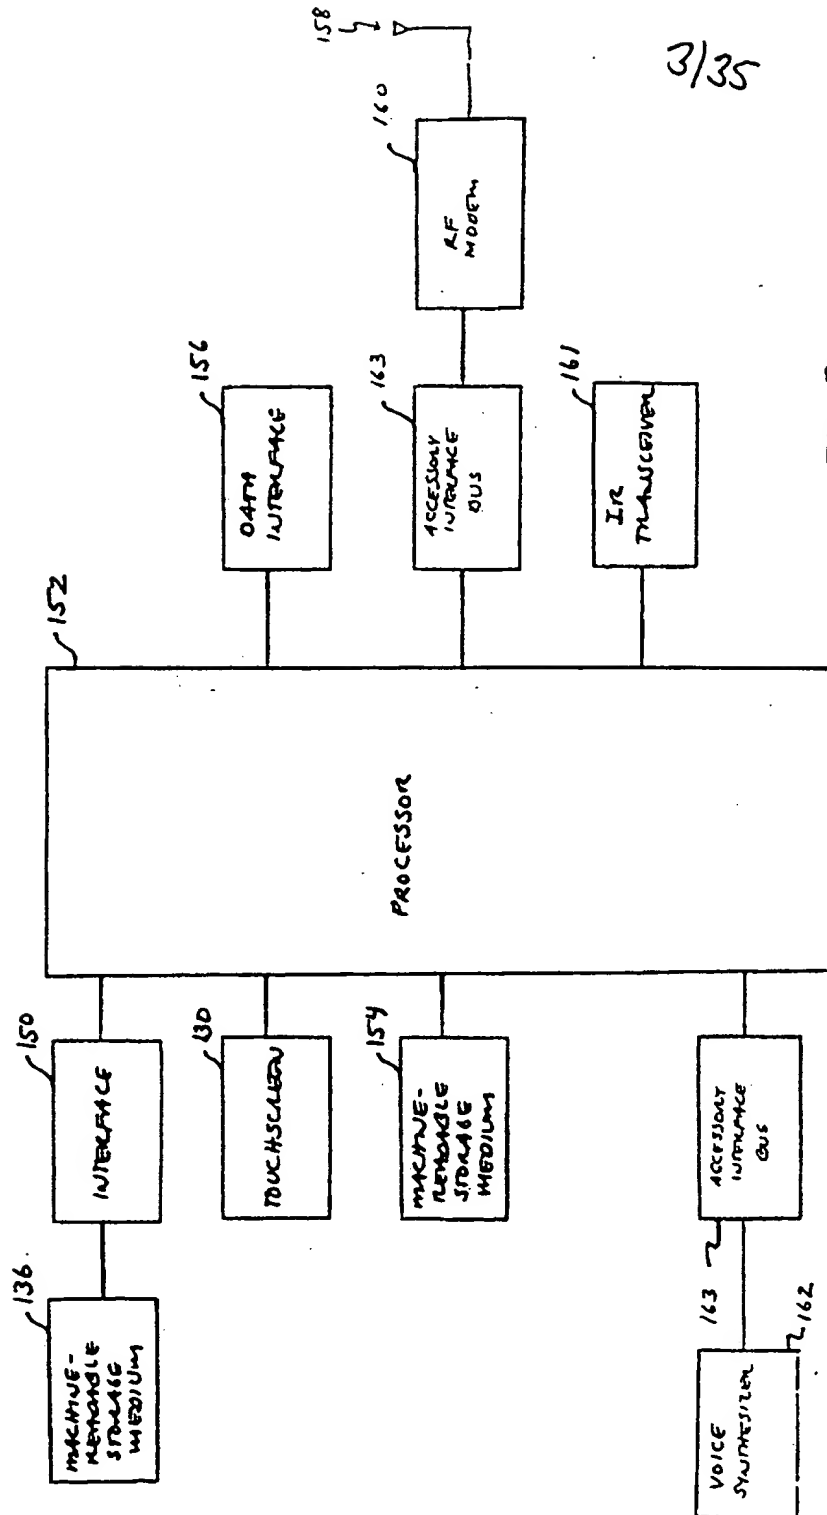 3/35
158
160
RF
MODEM
156
DATA
INTERFACE
163
ACCESSORY
INTERFACE
BUS
161
IR
TRANSCEIVER
152
PROCESSOR
150
INTERFACE
130
TOUCHSCREEN
154
MACHINE-
READABLE
STORAGE
MEDIUM
ACCESSORY
INTERFACE
BUS
163
136
MACHINE-
READABLE
STORAGE
MEDIUM
162
VOICE
SYNTHESIZER